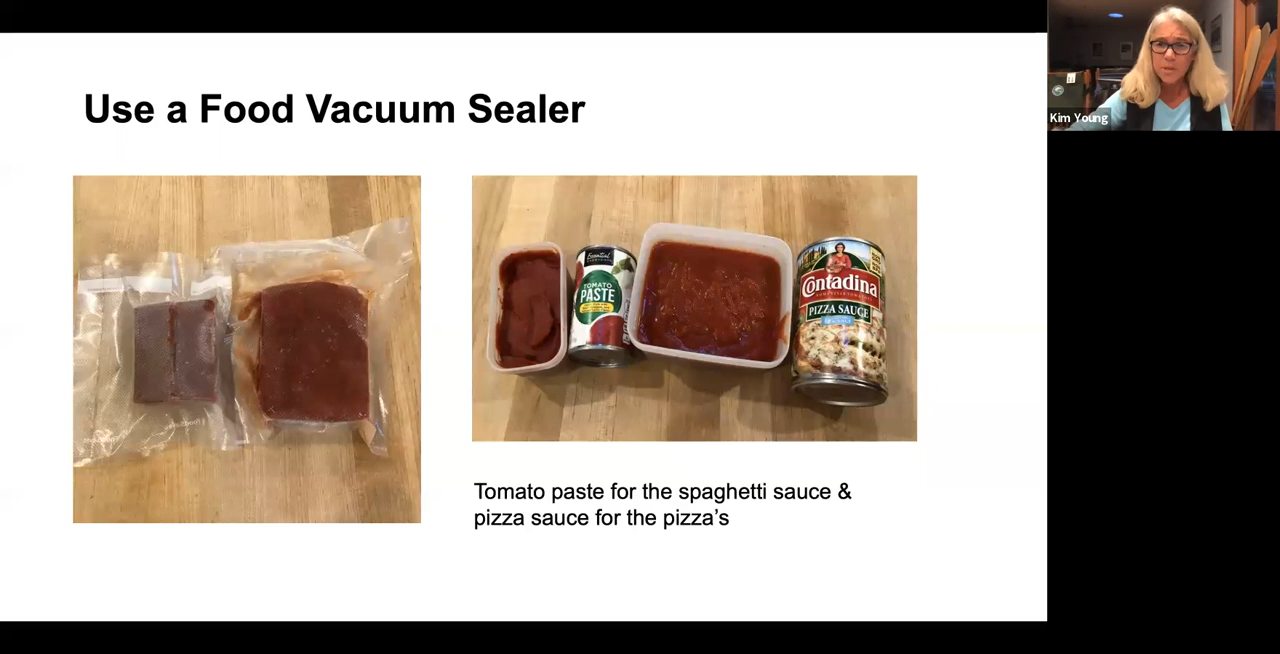 Use a Food Vacuum Sealer
Kim Young
Essential
TOMATO
PASTE
Contadina
PIZZA SAUCE
Tomato paste for the spaghetti sauce &
pizza sauce for the pizza’s